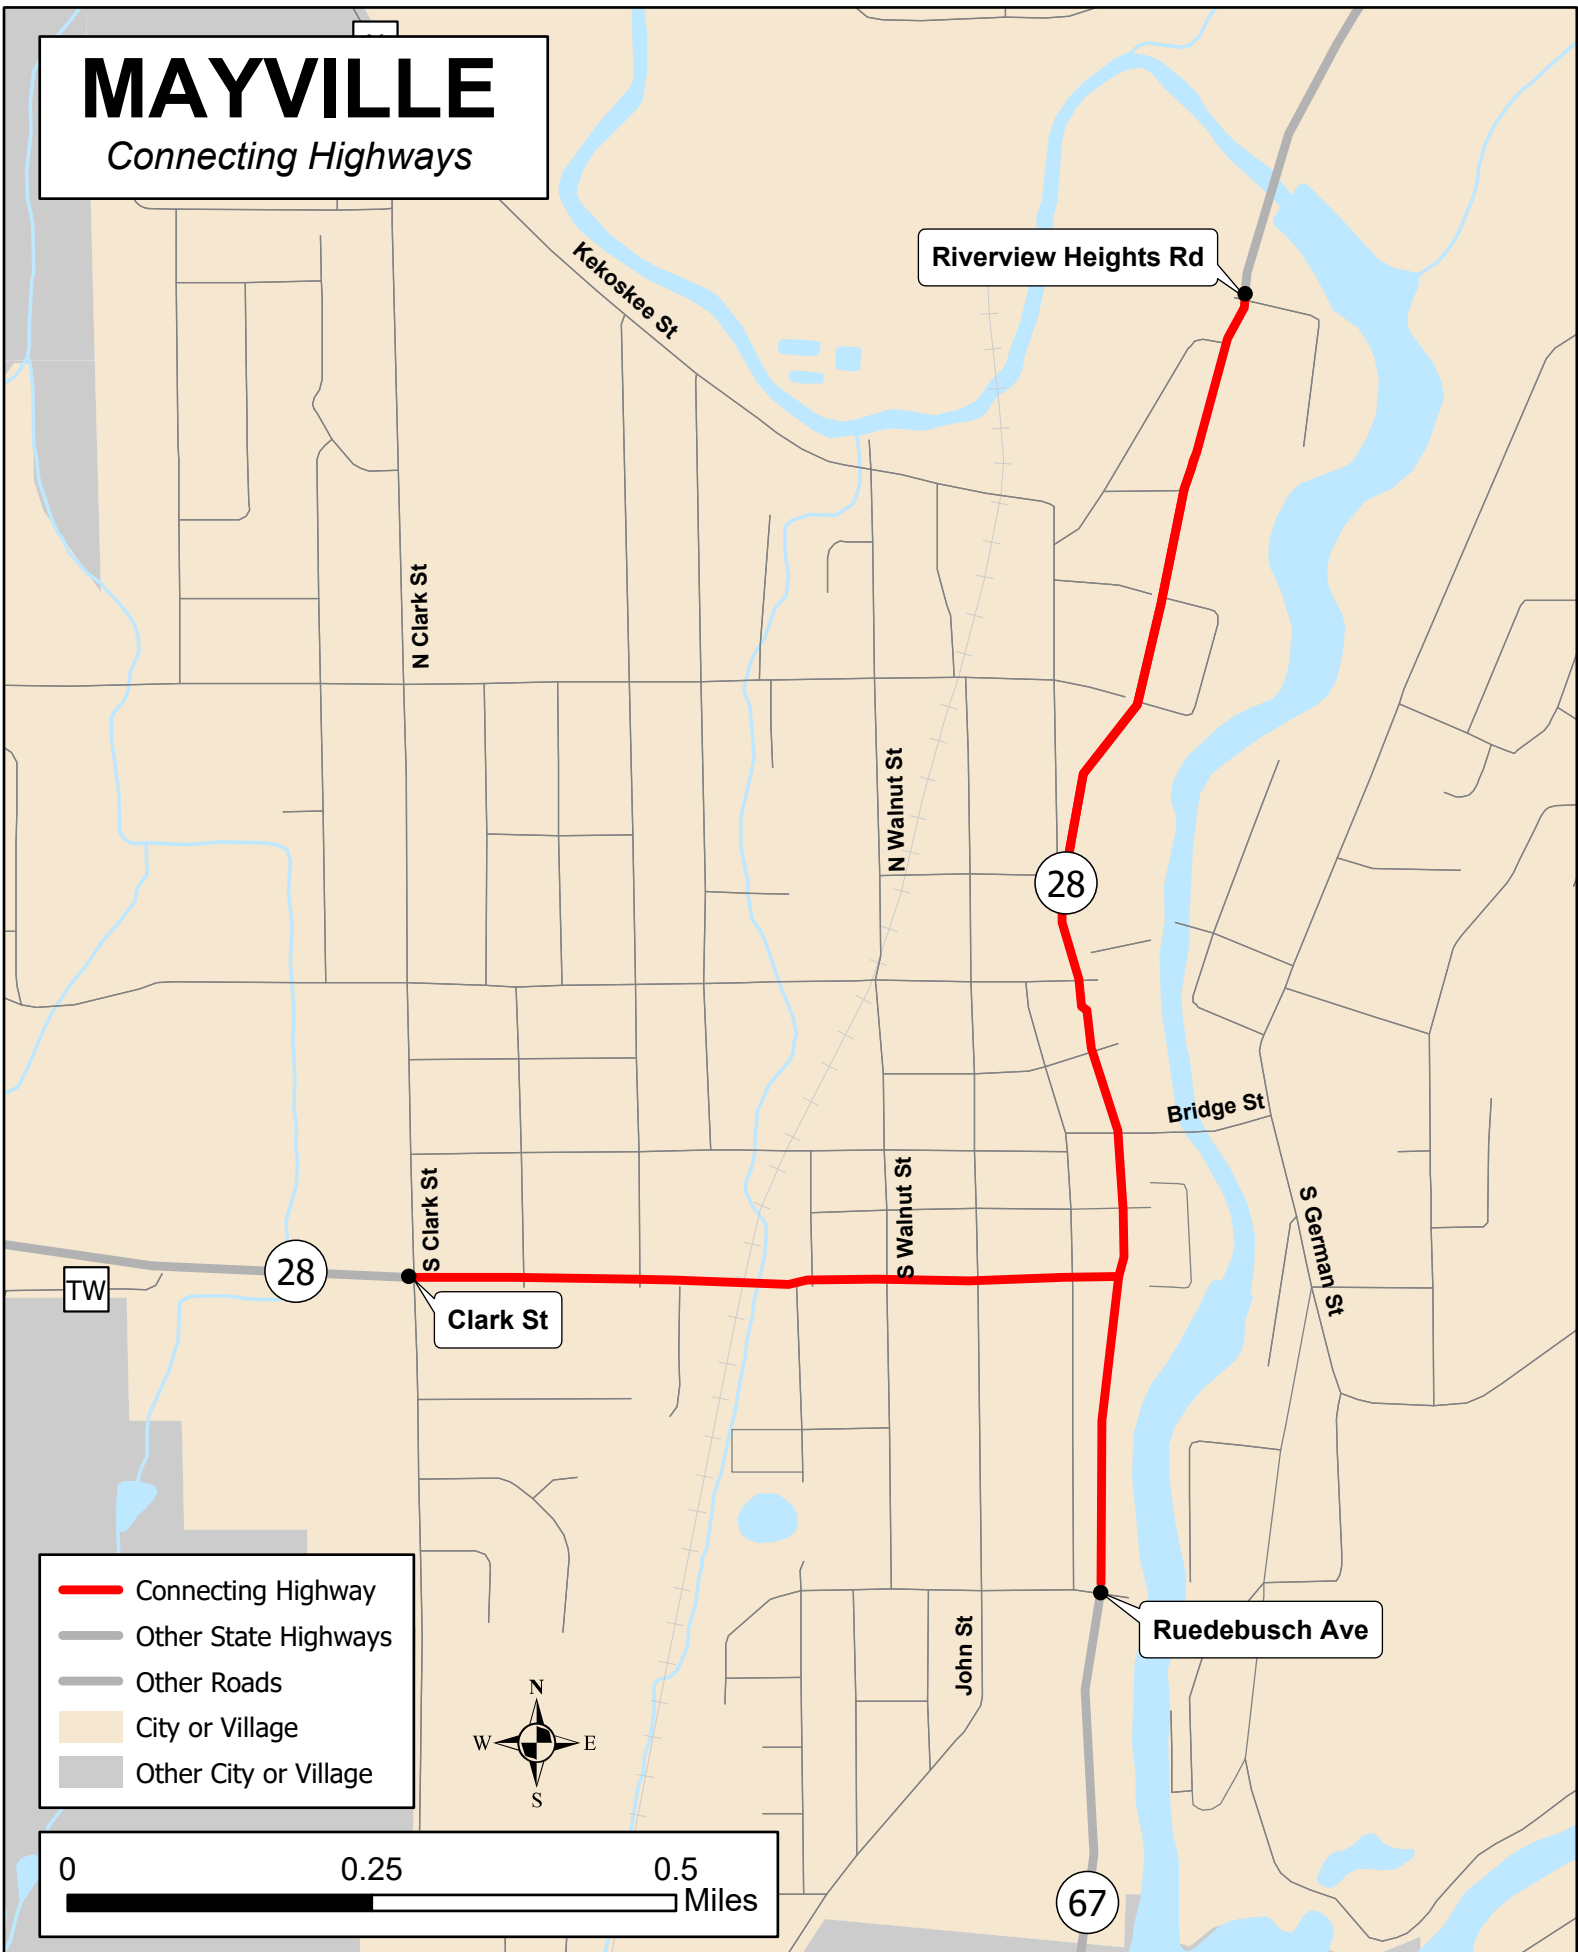 MAYVILLE
Connecting Highways
Riverview Heights Rd
Kekoskee St
N Clark St
N Walnut St
28
Bridge St
S Clark St
S Walnut St
S German St
28
TW
Clark St
Connecting Highway
Other State Highways
Other Roads
City or Village
Other City or Village
Ruedebusch Ave
John St
N
W E
S
0 0.25 0.5
Miles
67